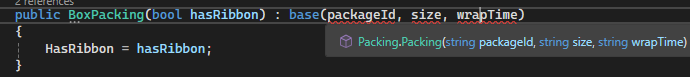 2 references
public BoxPacking(bool hasRibbon) : base(packageId, size, wrapTime)
{
Packing.Packing(string packageId, string size, string wrapTime)
HasRibbon = hasRibbon;
}